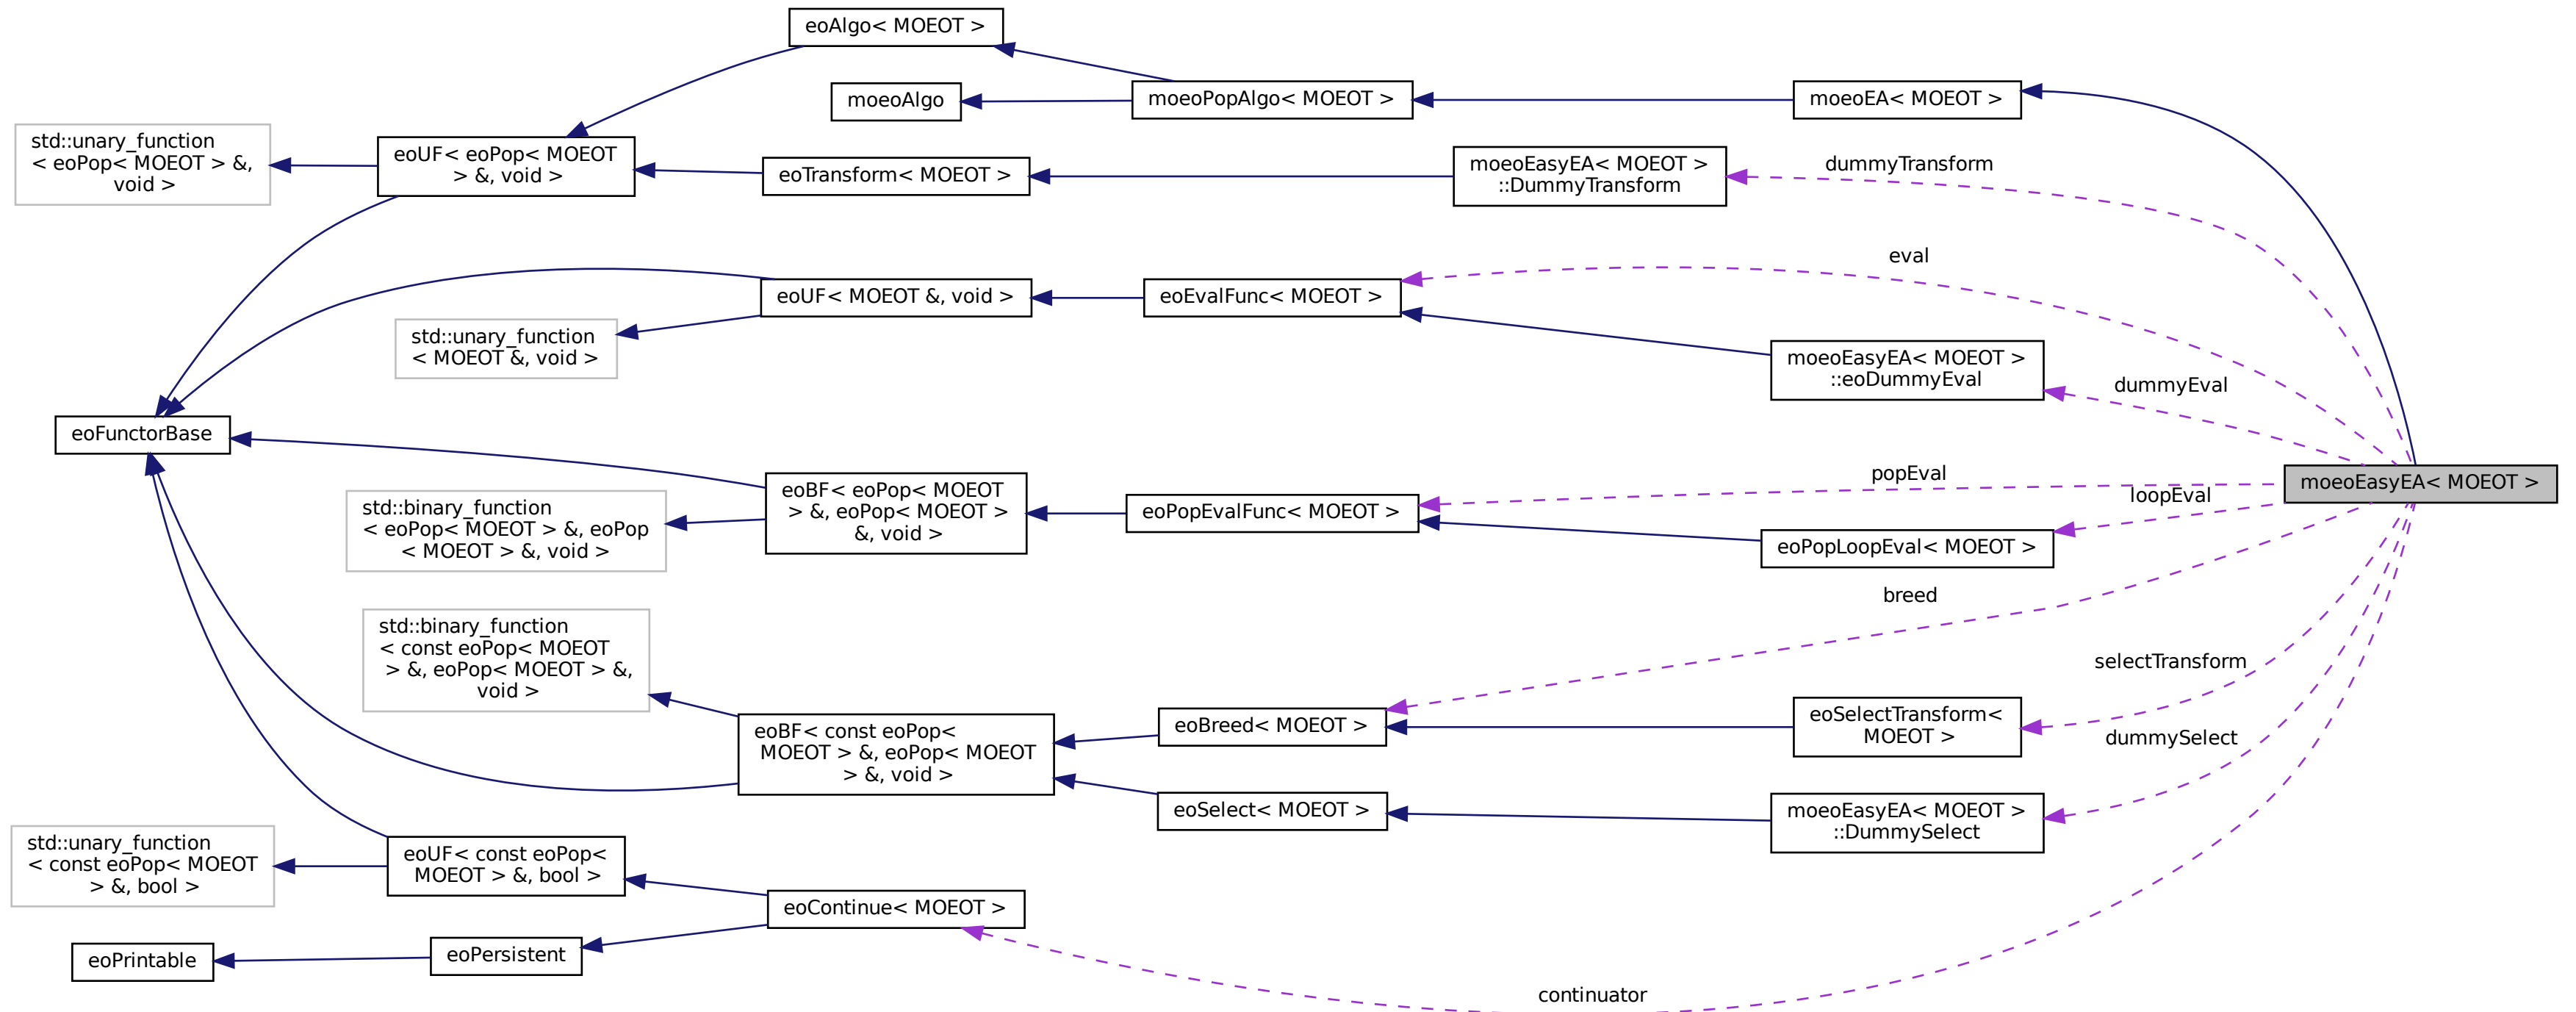 eoAlgo< MOEOT >
moeoAlgo
moeoPopAlgo< MOEOT >
moeoEA< MOEOT >
std::unary_function
< eoPop< MOEOT > &,
void >
eoUF< eoPop< MOEOT
> &, void >
eoTransform< MOEOT >
moeoEasyEA< MOEOT >
::DummyTransform
dummyTransform
eval
eoUF< MOEOT &, void >
eoEvalFunc< MOEOT >
std::unary_function
< MOEOT &, void >
moeoEasyEA< MOEOT >
::eoDummyEval
dummyEval
eoFunctorBase
popEval
loopEval
moeoEasyEA< MOEOT >
std::binary_function
< eoPop< MOEOT > &, eoPop
< MOEOT > &, void >
eoBF< eoPop< MOEOT
> &, eoPop< MOEOT >
&, void >
eoPopEvalFunc< MOEOT >
eoPopLoopEval< MOEOT >
breed
std::binary_function
< const eoPop< MOEOT
> &, eoPop< MOEOT > &,
void >
selectTransform
eoBF< const eoPop<
MOEOT > &, eoPop< MOEOT
> &, void >
eoBreed< MOEOT >
eoSelectTransform<
MOEOT >
dummySelect
eoSelect< MOEOT >
moeoEasyEA< MOEOT >
::DummySelect
std::unary_function
< const eoPop< MOEOT
> &, bool >
eoUF< const eoPop<
MOEOT > &, bool >
eoContinue< MOEOT >
eoPrintable
eoPersistent
continuator